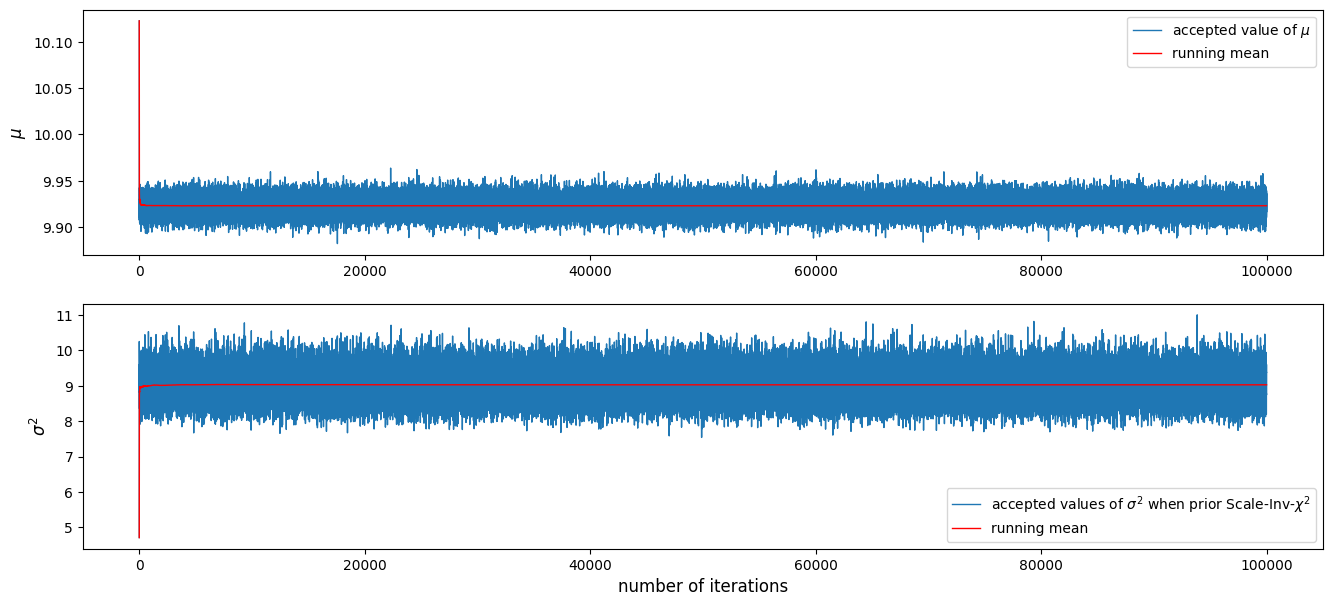 10.15
accepted value of μ
running mean
10.10
10.05
μ
10.00
9.95
9.90
0 20000 40000 60000 80000 100000
11
10
9
8
σ²
7
6
5
accepted values of σ² when prior Scale-Inv-χ²
running mean
0 20000 40000 60000 80000 100000
number of iterations